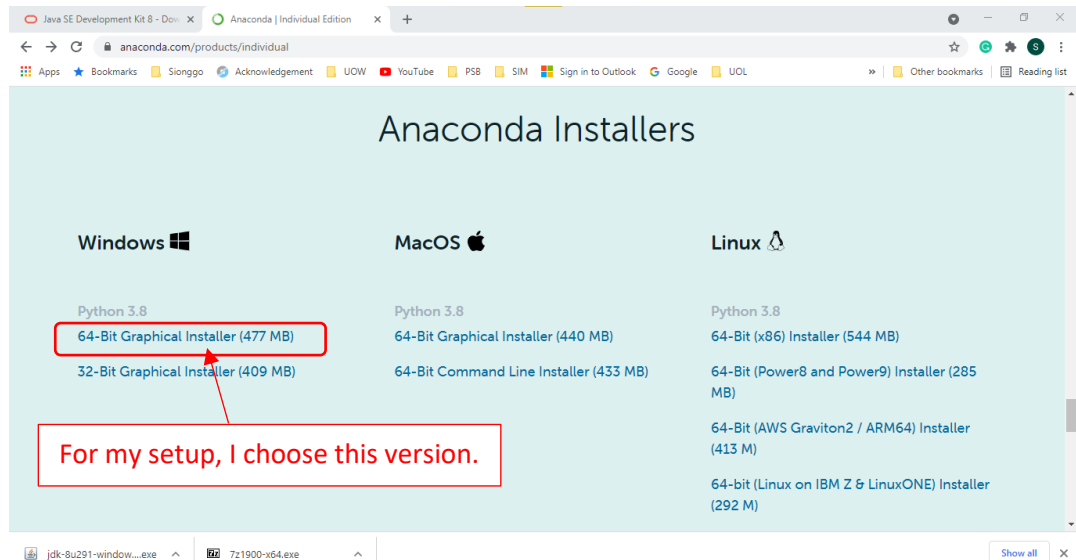 Java SE Development Kit 8 - Dow
Anaconda | Individual Edition
anaconda.com/products/individual
S
Apps Bookmarks Sionggo Acknowledgement UOW YouTube PSB SIM Sign in to Outlook Google UOL » Other bookmarks Reading list
Anaconda Installers
Windows
Python 3.8
64-Bit Graphical Installer (477 MB)
32-Bit Graphical Installer (409 MB)
For my setup, I choose this version.
MacOS
Python 3.8
64-Bit Graphical Installer (440 MB)
64-Bit Command Line Installer (433 MB)
Linux
Python 3.8
64-Bit (x86) Installer (544 MB)
64-Bit (Power8 and Power9) Installer (285
MB)
64-Bit (AWS Graviton2 / ARM64) Installer
(413 M)
64-bit (Linux on IBM Z & LinuxONE) Installer
(292 M)
jdk-8u291-window....exe
7z1900-x64.exe
Show all